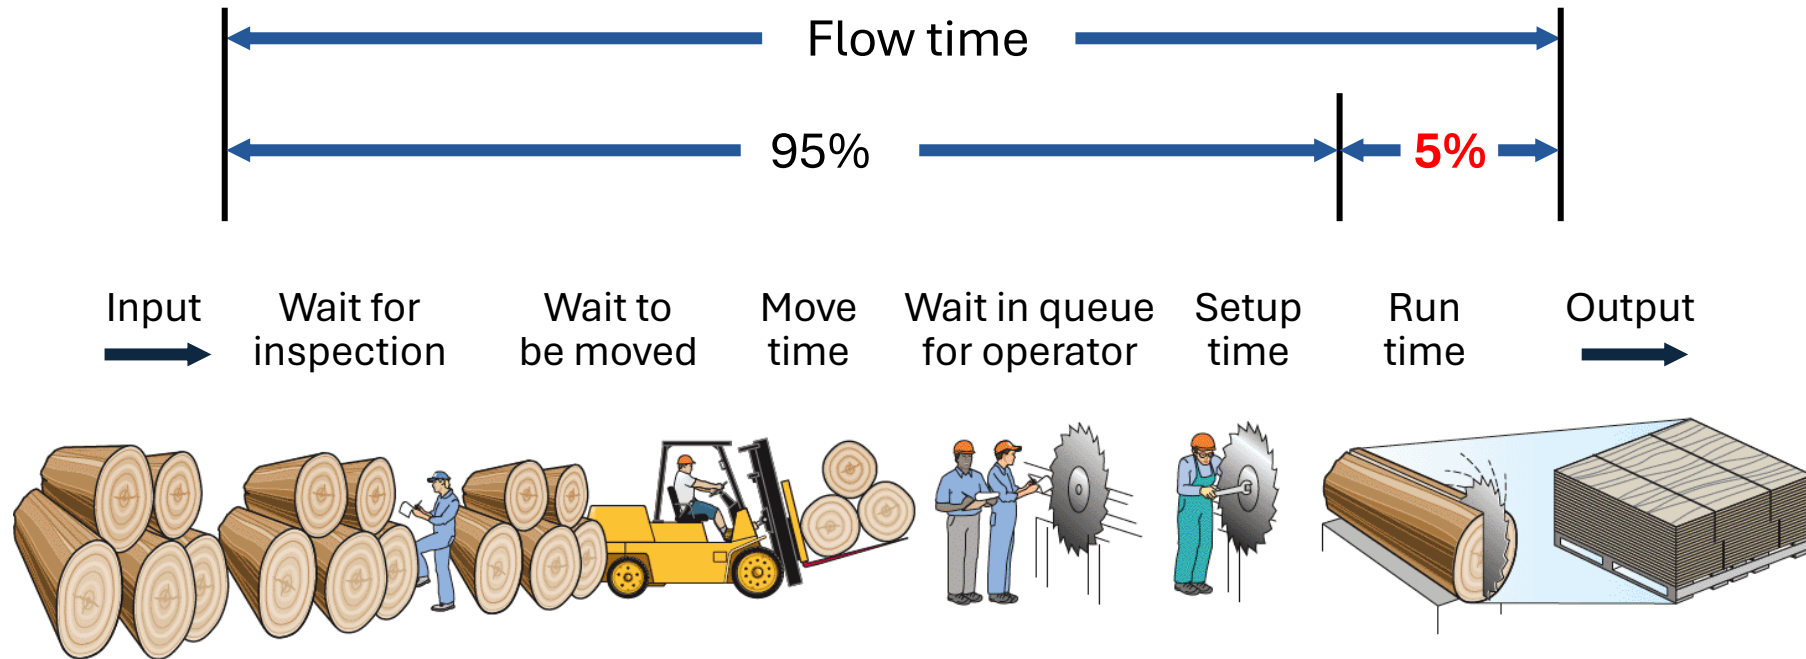 Flow time
95%
5%
Input
Wait for
inspection
Wait to
be moved
Move
time
Wait in queue
for operator
Setup
time
Run
time
Output